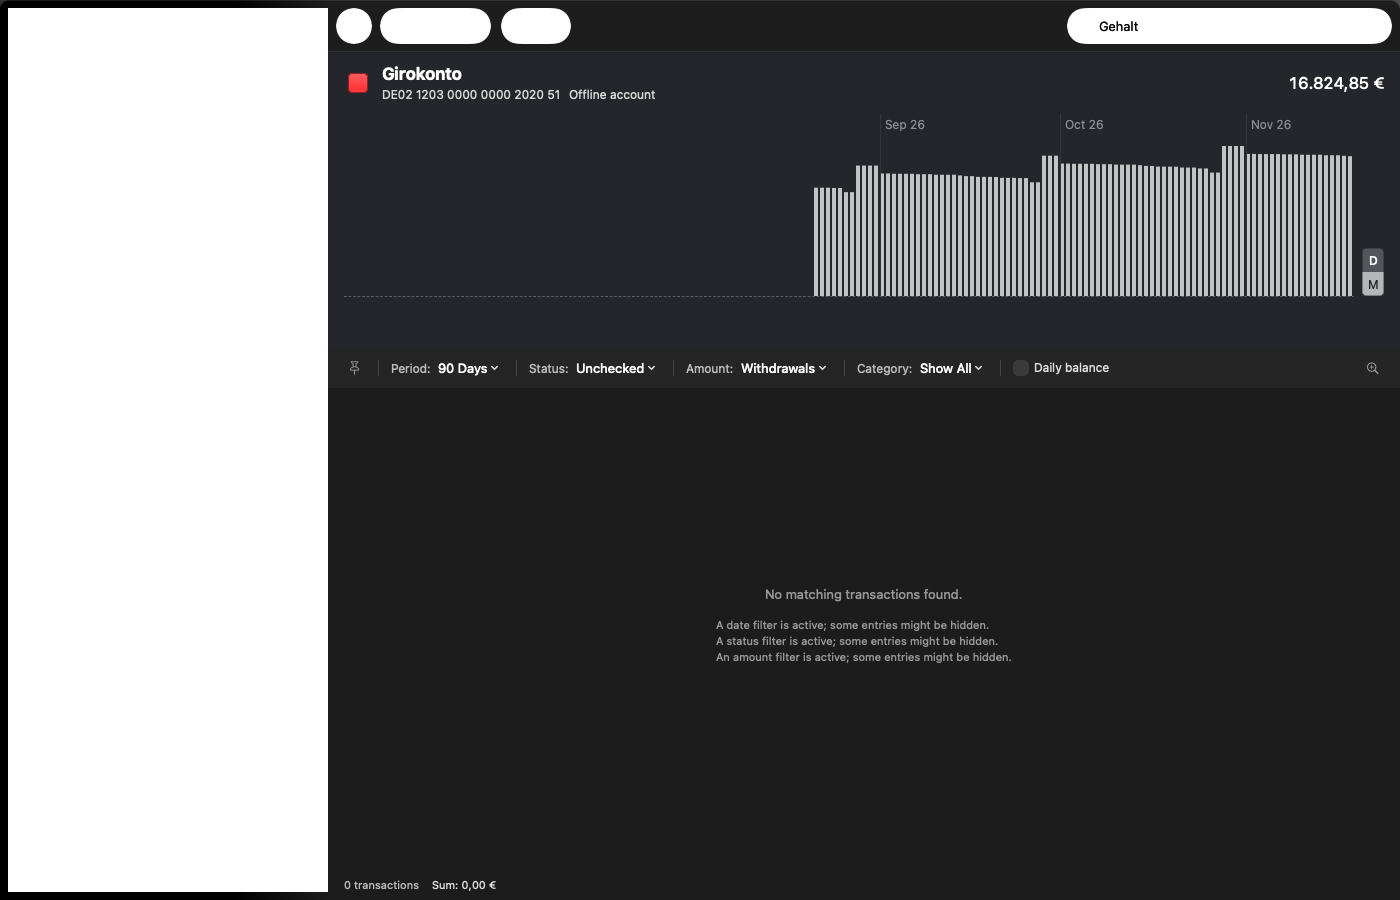 Gehalt
Girokonto
DE02 1203 0000 0000 2020 51 Offline account
16.824,85 €
Sep 26 Oct 26 Nov 26
D
M
Period: 90 Days Status: Unchecked Amount: Withdrawals Category: Show All Daily balance
No matching transactions found.
A date filter is active; some entries might be hidden.
A status filter is active; some entries might be hidden.
An amount filter is active; some entries might be hidden.
0 transactions Sum: 0,00 €